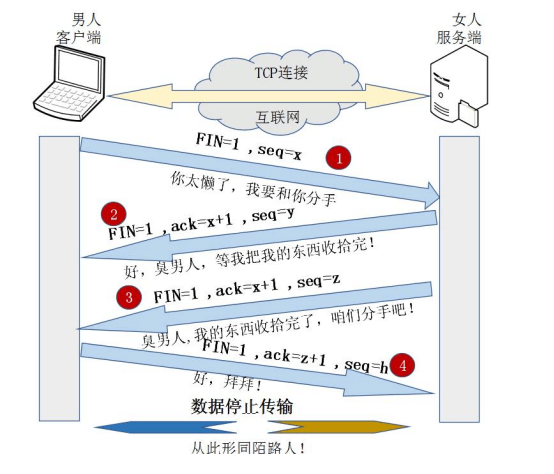 男人
客户端
女人
服务端
TCP连接
互联网
FIN=1 ,seq=x
1
你太懒了，我要和你分手
2
FIN=1 ,ack=x+1 ,seq=y
好，臭男人，等我把我的东西收拾完！
3
FIN=1 ,ack=x+1 ,seq=z
臭男人,我的东西收拾完了，咱们分手吧！
FIN=1 ,ack=z+1 ,seq=h
4
好，拜拜！
数据停止传输
从此形同陌路人！